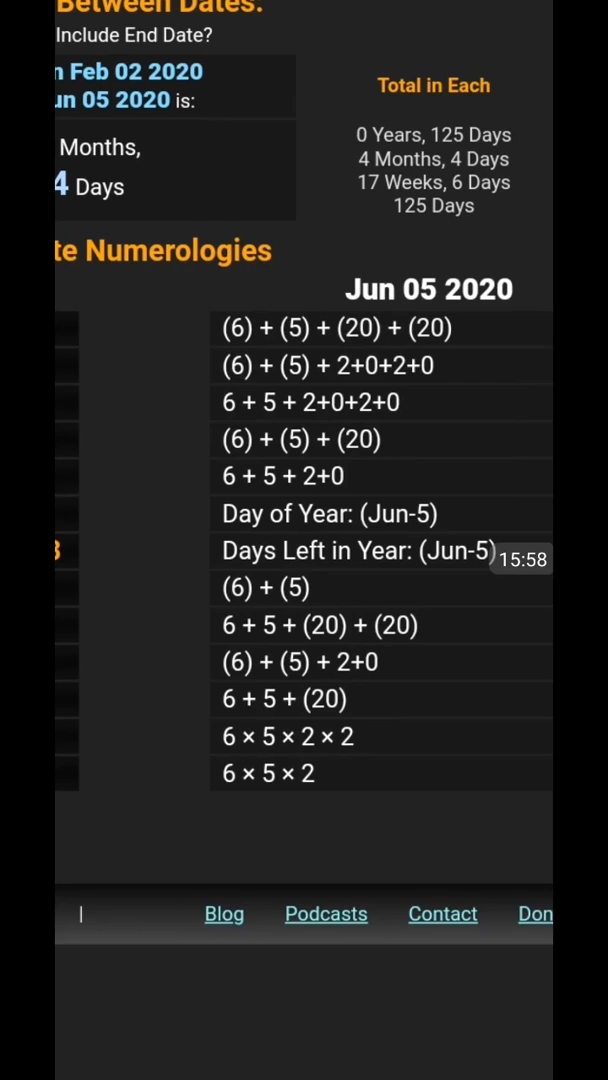 Between Dates:
Include End Date?
n Feb 02 2020
un 05 2020 is:
Months,
4 Days
Total in Each
0 Years, 125 Days
4 Months, 4 Days
17 Weeks, 6 Days
125 Days
te Numerologies
Jun 05 2020
(6) + (5) + (20) + (20)
(6) + (5) + 2+0+2+0
6 + 5 + 2+0+2+0
(6) + (5) + (20)
6 + 5 + 2+0
Day of Year: (Jun-5)
3
Days Left in Year: (Jun-5)
15:58
(6) + (5)
6 + 5 + (20) + (20)
(6) + (5) + 2+0
6 + 5 + (20)
6 × 5 × 2 × 2
6 × 5 × 2
| Blog Podcasts Contact Don